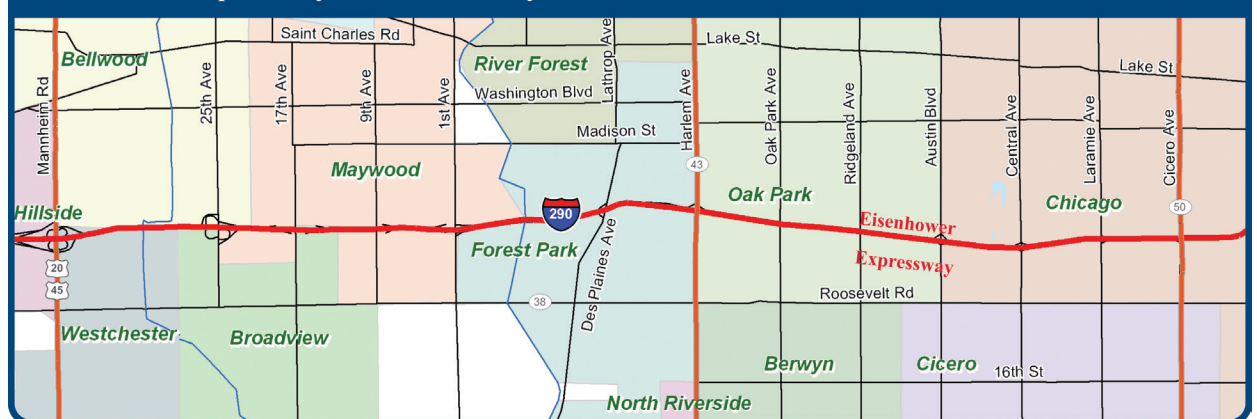 Saint Charles Rd
Lake St
Bellwood
River Forest
Lathrop Ave
Lake St
Mannheim Rd
25th Ave
17th Ave
9th Ave
1st Ave
Washington Blvd
Harlem Ave
Oak Park Ave
Ridgeland Ave
Austin Blvd
Central Ave
Laramie Ave
Cicero Ave
Madison St
43
Maywood
Oak Park
Chicago
Hillside
290
Eisenhower
50
Forest Park
Expressway
20
45
38
Des Plaines Ave
Roosevelt Rd
Westchester
Broadview
Berwyn
Cicero
16th St
North Riverside